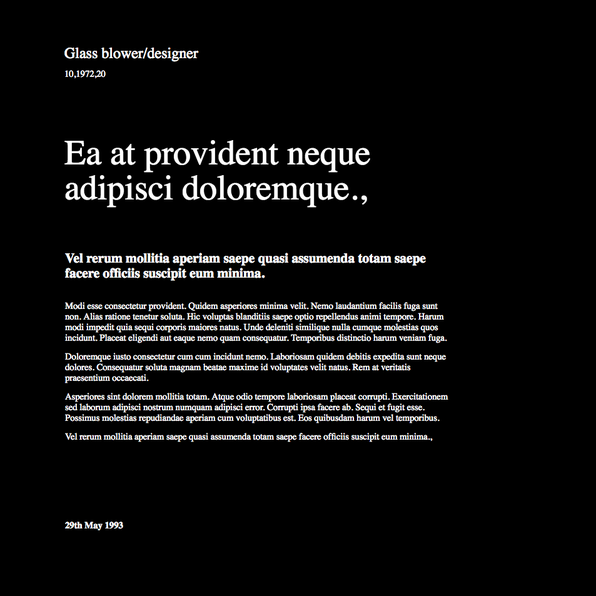 Glass blower/designer
10,1972,20
Ea at provident neque
adipisci doloremque.,
Vel rerum mollitia aperiam saepe quasi assumenda totam saepe
facere officiis suscipit eum minima.
Modi esse consectetur provident. Quidem asperiores minima velit. Nemo laudantium facilis fuga sunt
non. Alias ratione tenetur soluta. Hic voluptas blanditiis saepe optio repellendus animi tempore. Harum
modi impedit quia sequi corporis maiores natus. Unde deleniti similique nulla cumque molestias quos
incidunt. Placeat eligendi aut eaque nemo quam consequatur. Temporibus distinctio harum veniam fuga.
Doloremque iusto consectetur cum cum incidunt nemo. Laboriosam quidem debitis expedita sunt neque
dolores. Consequatur soluta magnam beatae maxime id voluptates velit natus. Rem at veritatis
praesentium occaecati.
Asperiores sint dolorem mollitia totam. Atque odio tempore laboriosam placeat corrupti. Exercitationem
sed laborum adipisci nostrum numquam adipisci error. Corrupti ipsa facere ab. Sequi et fugit esse.
Possimus molestias repudiandae aperiam cum voluptatibus est. Eos quibusdam harum vel temporibus.
Vel rerum mollitia aperiam saepe quasi assumenda totam saepe facere officiis suscipit eum minima.,
29th May 1993